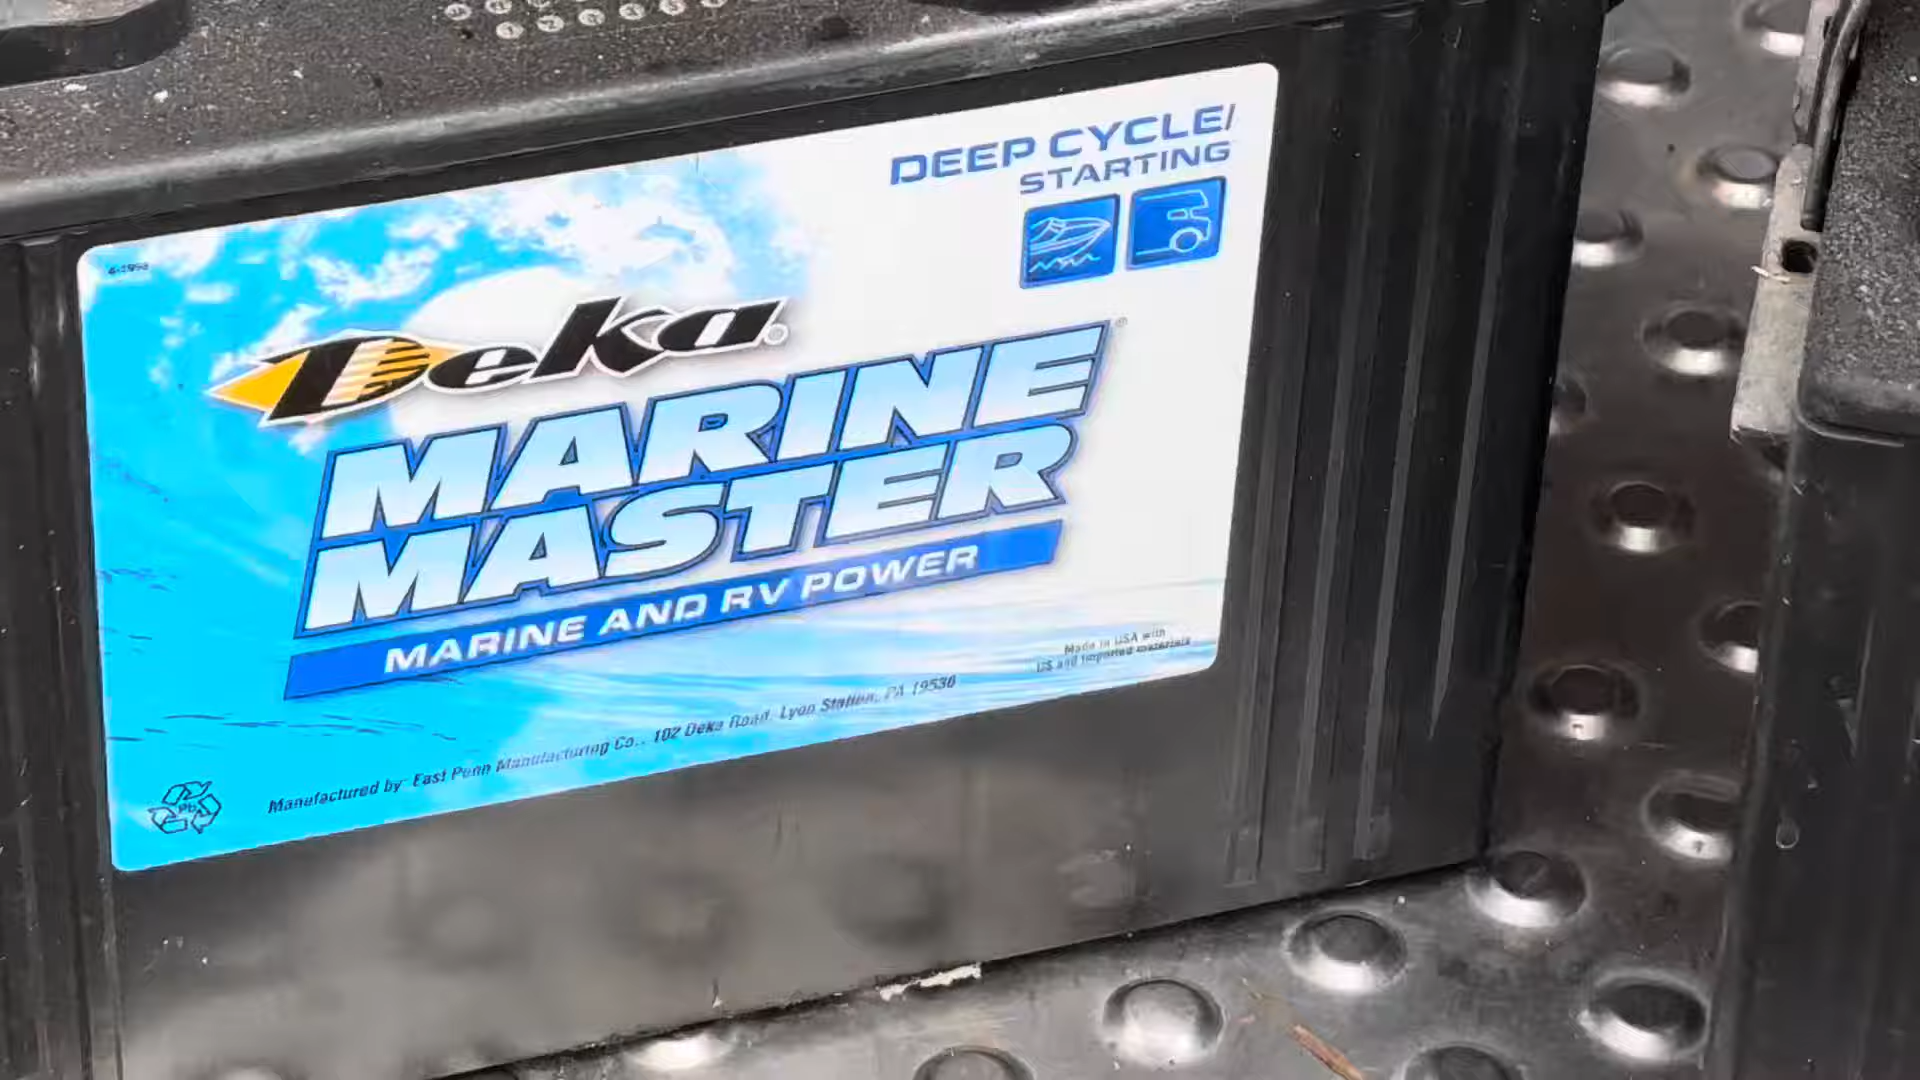 DEEP CYCLE/
STARTING
Deka®
MARINE®
MASTER
MARINE AND RV POWER
Made in USA with
US and imported materials
Manufactured by East Penn Manufacturing Co., 102 Deka Road, Lyon Station, PA 19536
Pb